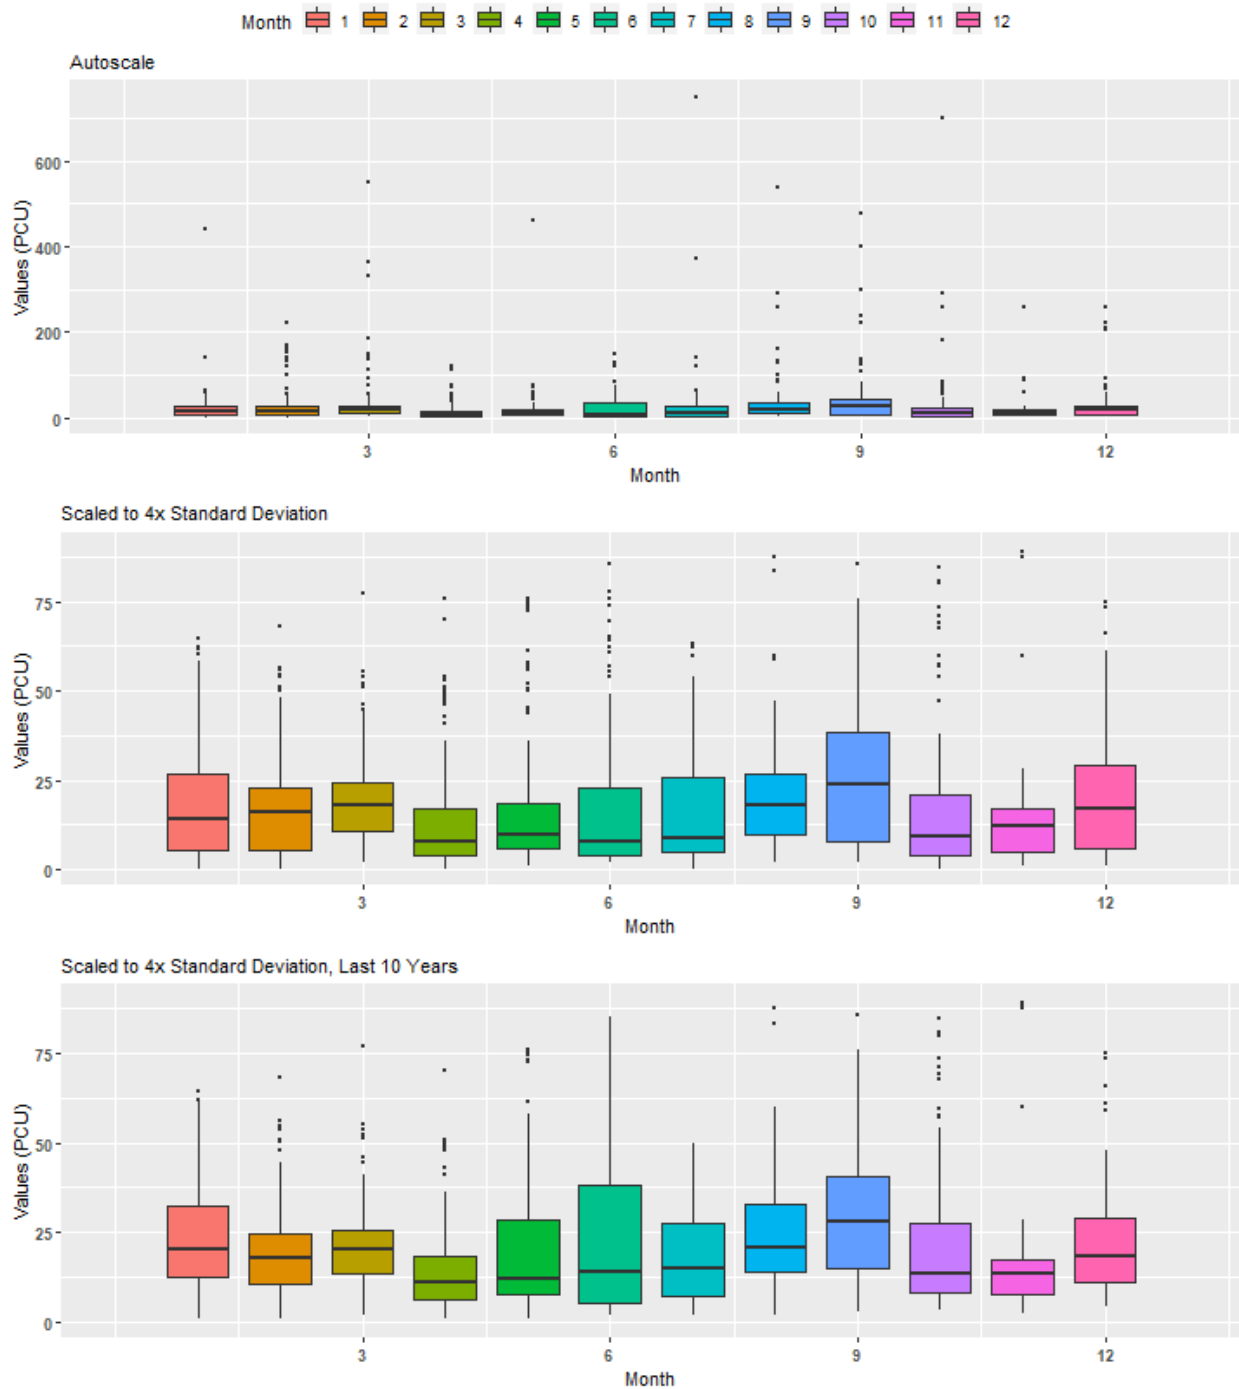 Month 1 2 3 4 5 6 7 8 9 10 11 12
Autoscale
Values (PCU)
600
400
200
0
3 6 9 12
Month
Scaled to 4x Standard Deviation
Values (PCU)
75
50
25
0
3 6 9 12
Month
Scaled to 4x Standard Deviation, Last 10 Years
Values (PCU)
75
50
25
0
3 6 9 12
Month